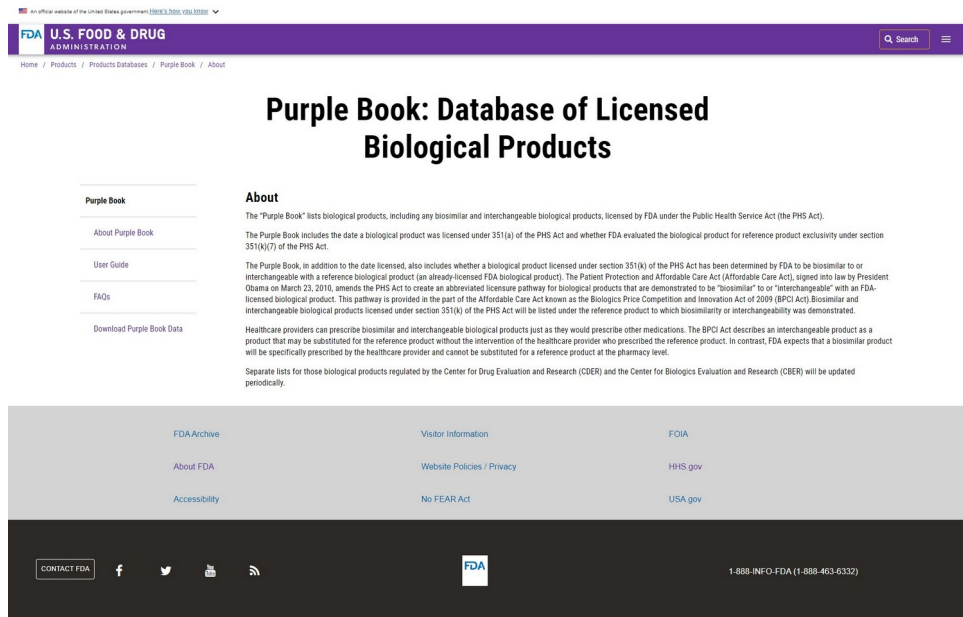 An official website of the United States government Here's how you know
FDA U.S. FOOD & DRUG
ADMINISTRATION
Search
Home / Products / Products Databases / Purple Book / About
Purple Book: Database of Licensed
Biological Products
Purple Book
About Purple Book
User Guide
FAQs
Download Purple Book Data
About
The "Purple Book" lists biological products, including any biosimilar and interchangeable biological products, licensed by FDA under the Public Health Service Act (the PHS Act).
The Purple Book includes the date a biological product was licensed under 351(a) of the PHS Act and whether FDA evaluated the biological product for reference product exclusivity under section
351(k)(7) of the PHS Act.
The Purple Book, in addition to the date licensed, also includes whether a biological product licensed under section 351(k) of the PHS Act has been determined by FDA to be biosimilar to or
interchangeable with a reference biological product (an already-licensed FDA biological product). The Patient Protection and Affordable Care Act (Affordable Care Act), signed into law by President
Obama on March 23, 2010, amends the PHS Act to create an abbreviated licensure pathway for biological products that are demonstrated to be "biosimilar" to or "interchangeable" with an FDA-
licensed biological product. This pathway is provided in the part of the Affordable Care Act known as the Biologics Price Competition and Innovation Act of 2009 (BPCI Act).Biosimilar and
interchangeable biological products licensed under section 351(k) of the PHS Act will be listed under the reference product to which biosimilarity or interchangeability was demonstrated.
Healthcare providers can prescribe biosimilar and interchangeable biological products just as they would prescribe other medications. The BPCI Act describes an interchangeable product as a
product that may be substituted for the reference product without the intervention of the healthcare provider who prescribed the reference product. In contrast, FDA expects that a biosimilar product
will be specifically prescribed by the healthcare provider and cannot be substituted for a reference product at the pharmacy level.
Separate lists for those biological products regulated by the Center for Drug Evaluation and Research (CDER) and the Center for Biologics Evaluation and Research (CBER) will be updated
periodically.
FDA Archive
Visitor Information
FOIA
About FDA
Website Policies / Privacy
HHS.gov
Accessibility
No FEAR Act
USA.gov
CONTACT FDA
FDA
1-888-INFO-FDA (1-888-463-6332)